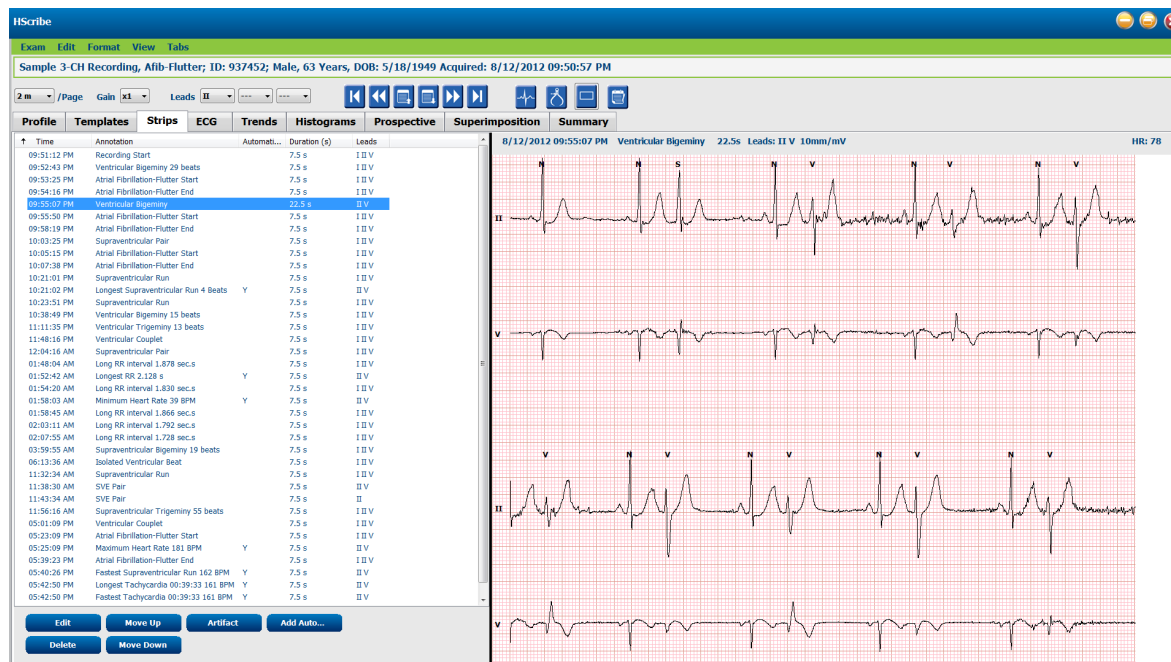 HScribe
Exam Edit Format View Tabs
Sample 3-CH Recording, Afib-Flutter; ID: 937452; Male, 63 Years, DOB: 5/18/1949 Acquired: 8/12/2012 09:50:57 PM
2 m /Page Gain x1 Leads II --- ---
Profile Templates Strips ECG Trends Histograms Prospective Superimposition Summary
↑ Time Annotation Automati... Duration (s) Leads
09:51:12 PM Recording Start 7.5 s I II V
09:52:43 PM Ventricular Bigeminy 29 beats 7.5 s I II V
09:53:25 PM Atrial Fibrillation-Flutter Start 7.5 s I II V
09:54:16 PM Atrial Fibrillation-Flutter End 7.5 s I II V
09:55:07 PM Ventricular Bigeminy 22.5 s II V
09:55:50 PM Atrial Fibrillation-Flutter Start 7.5 s I II V
09:58:19 PM Atrial Fibrillation-Flutter End 7.5 s I II V
10:03:25 PM Supraventricular Pair 7.5 s I II V
10:05:15 PM Atrial Fibrillation-Flutter Start 7.5 s I II V
10:07:38 PM Atrial Fibrillation-Flutter End 7.5 s I II V
10:21:01 PM Supraventricular Run 7.5 s I II V
10:21:02 PM Longest Supraventricular Run 4 Beats Y 7.5 s II V
10:23:51 PM Supraventricular Run 7.5 s I II V
10:38:49 PM Ventricular Bigeminy 15 beats 7.5 s I II V
11:11:35 PM Ventricular Trigeminy 13 beats 7.5 s I II V
11:48:16 PM Ventricular Couplet 7.5 s I II V
12:04:16 AM Supraventricular Pair 7.5 s I II V
01:48:04 AM Long RR interval 1.878 sec.s 7.5 s I II V
01:52:42 AM Longest RR 2.128 s Y 7.5 s II V
01:54:20 AM Long RR interval 1.830 sec.s 7.5 s I II V
01:58:03 AM Minimum Heart Rate 39 BPM Y 7.5 s II V
01:58:45 AM Long RR interval 1.866 sec.s 7.5 s I II V
02:03:11 AM Long RR interval 1.792 sec.s 7.5 s I II V
02:07:55 AM Long RR interval 1.728 sec.s 7.5 s I II V
03:59:55 AM Supraventricular Bigeminy 19 beats 7.5 s I II V
06:13:36 AM Isolated Ventricular Beat 7.5 s I II V
11:32:34 AM Supraventricular Run 7.5 s I II V
11:38:30 AM SVE Pair 7.5 s II V
11:43:34 AM SVE Pair 7.5 s II
11:56:16 AM Supraventricular Trigeminy 55 beats 7.5 s I II V
05:01:09 PM Ventricular Couplet 7.5 s I II V
05:23:09 PM Atrial Fibrillation-Flutter Start 7.5 s I II V
05:25:09 PM Maximum Heart Rate 181 BPM Y 7.5 s II V
05:39:23 PM Atrial Fibrillation-Flutter End 7.5 s I II V
05:40:26 PM Fastest Supraventricular Run 162 BPM Y 7.5 s II V
05:42:50 PM Longest Tachycardia 00:39:33 161 BPM Y 7.5 s II V
05:42:50 PM Fastest Tachycardia 00:39:33 161 BPM Y 7.5 s II V
Edit Move Up Artifact Add Auto...
Delete Move Down
8/12/2012 09:55:07 PM Ventricular Bigeminy 22.5s Leads: II V 10mm/mV HR: 78
N N S N V N V N V
II
V
V N V N V N V N V
II
V